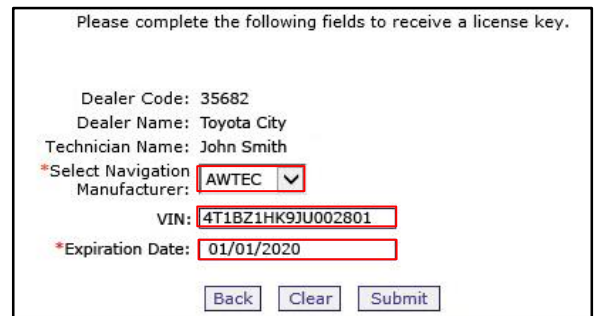 Please complete the following fields to receive a license key.
Dealer Code: 35682
Dealer Name: Toyota City
Technician Name: John Smith
*Select Navigation
Manufacturer: AWTEC
VIN: 4T1BZ1HK9JU002801
*Expiration Date: 01/01/2020
Back Clear Submit